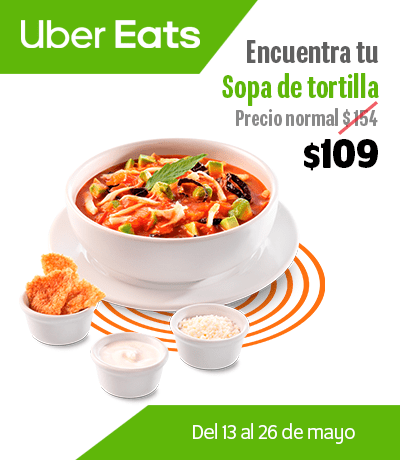 Uber Eats
Encuentra tu
Sopa de tortilla
Precio normal $ 154
$109
Del 13 al 26 de mayo